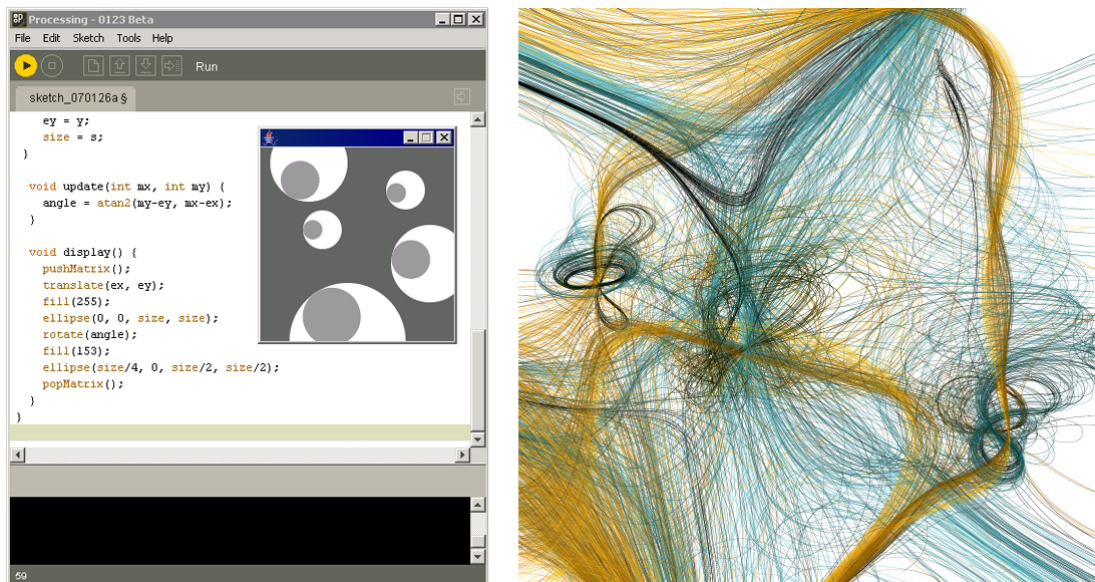 Processing - 0123 Beta
File Edit Sketch Tools Help
Run
sketch_070126a §
ey = y;
size = s;
}
void update(int mx, int my) {
angle = atan2(my-ey, mx-ex);
}
void display() {
pushMatrix();
translate(ex, ey);
fill(255);
ellipse(0, 0, size, size);
rotate(angle);
fill(153);
ellipse(size/4, 0, size/2, size/2);
popMatrix();
}
}
59